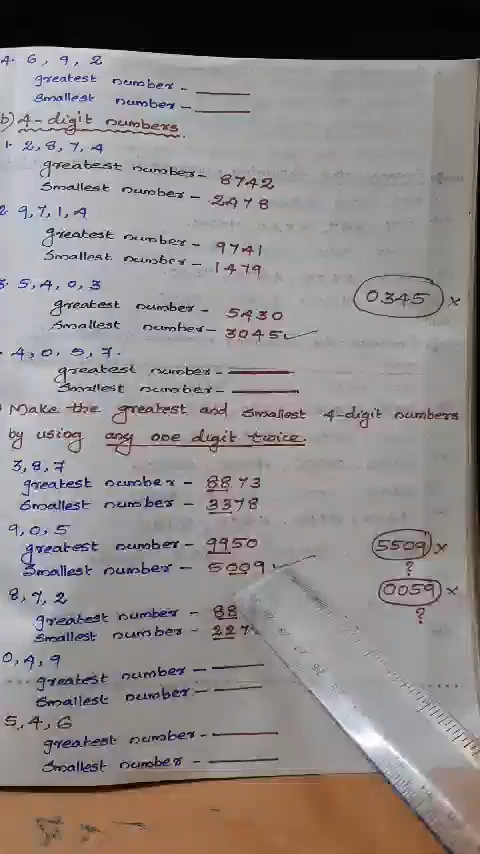 4. 6, 9, 2
greatest number -
smallest number -
b) 4-digit numbers.
1. 2, 8, 7, 4
greatest number - 8742
smallest number - 2478
2. 9, 7, 1, 4
greatest number - 9741
smallest number - 1479
3. 5, 4, 0, 3
0345 ×
greatest number - 5430
smallest number - 3045 ✓
4, 0, 5, 7.
greatest number -
smallest number -
Make the greatest and smallest 4-digit numbers
by using any one digit twice.
3, 8, 7
greatest number - 8873
smallest number - 3378
9, 0, 5
greatest number - 9950
5509 ×
?
smallest number - 5009 ✓
0059 ×
?
8, 7, 2
greatest number - 88
smallest number - 227
0, 4, 9
greatest number -
smallest number -
5, 4, 6
greatest number -
smallest number -